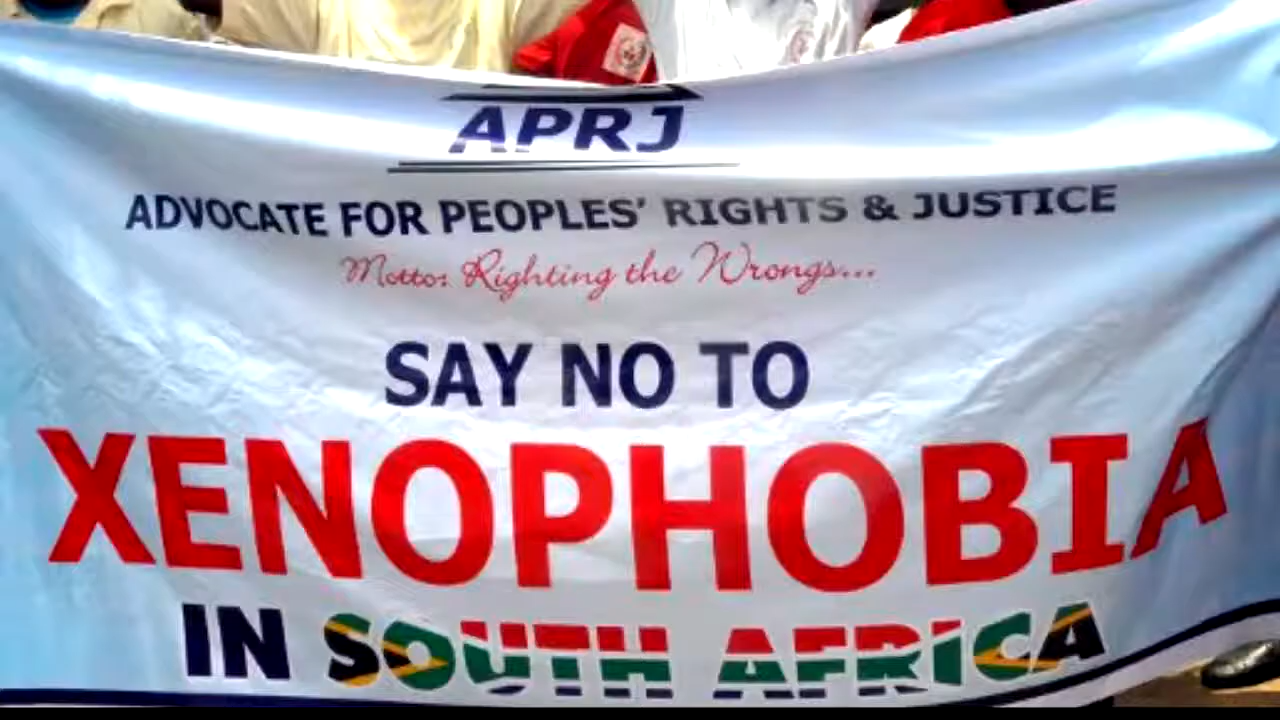 APRJ
ADVOCATE FOR PEOPLES' RIGHTS & JUSTICE
Motto: Righting the Wrongs...
SAY NO TO
XENOPHOBIA
IN SOUTH AFRICA